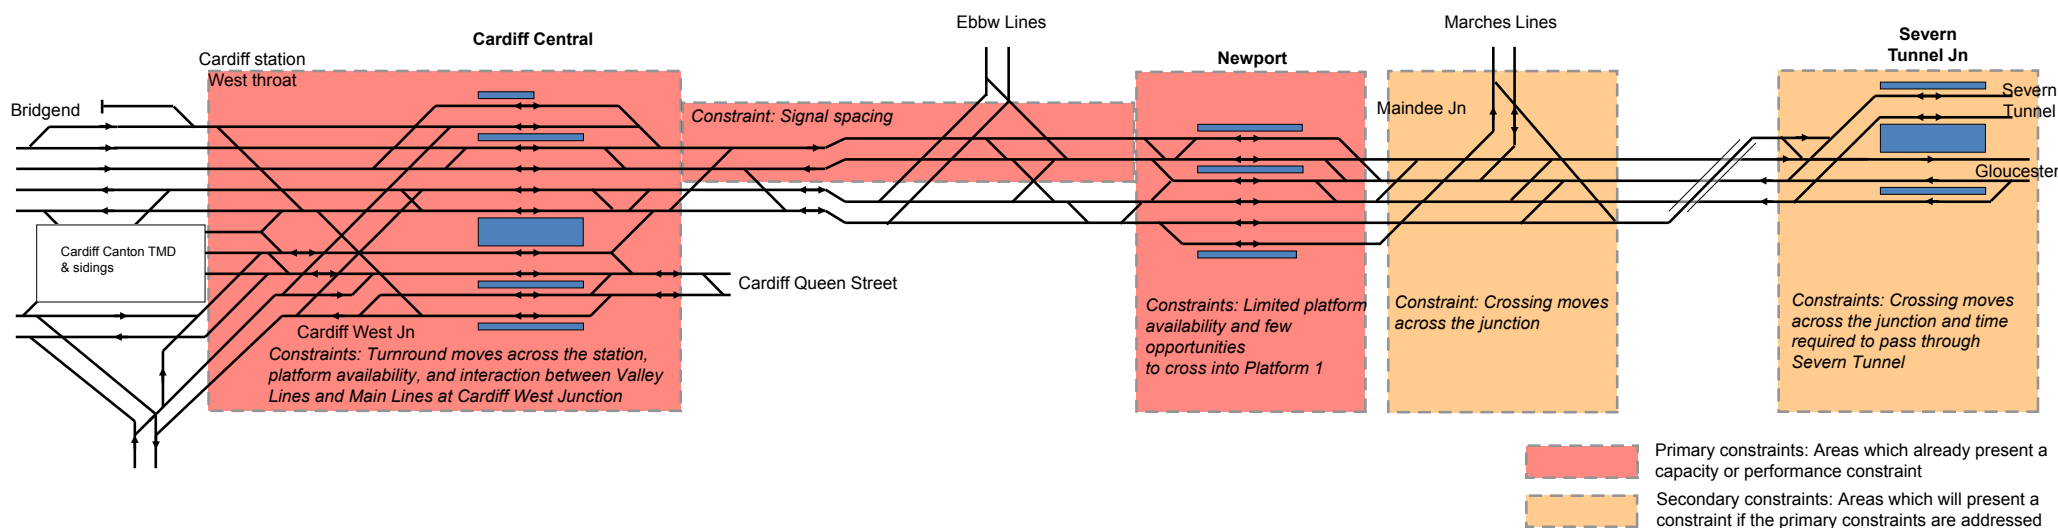 Ebbw Lines
Marches Lines
Cardiff Central
Severn
Tunnel Jn
Newport
Cardiff station
West throat
Bridgend
Constraint: Signal spacing
Maindee Jn
Severn
Tunnel
Gloucester
Cardiff Canton TMD
& sidings
Cardiff Queen Street
Cardiff West Jn
Constraints: Turnround moves across the station,
platform availability, and interaction between Valley
Lines and Main Lines at Cardiff West Junction
Constraints: Limited platform
availability and few
opportunities
to cross into Platform 1
Constraint: Crossing moves
across the junction
Constraints: Crossing moves
across the junction and time
required to pass through
Severn Tunnel
Primary constraints: Areas which already present a
capacity or performance constraint
Secondary constraints: Areas which will present a
constraint if the primary constraints are addressed